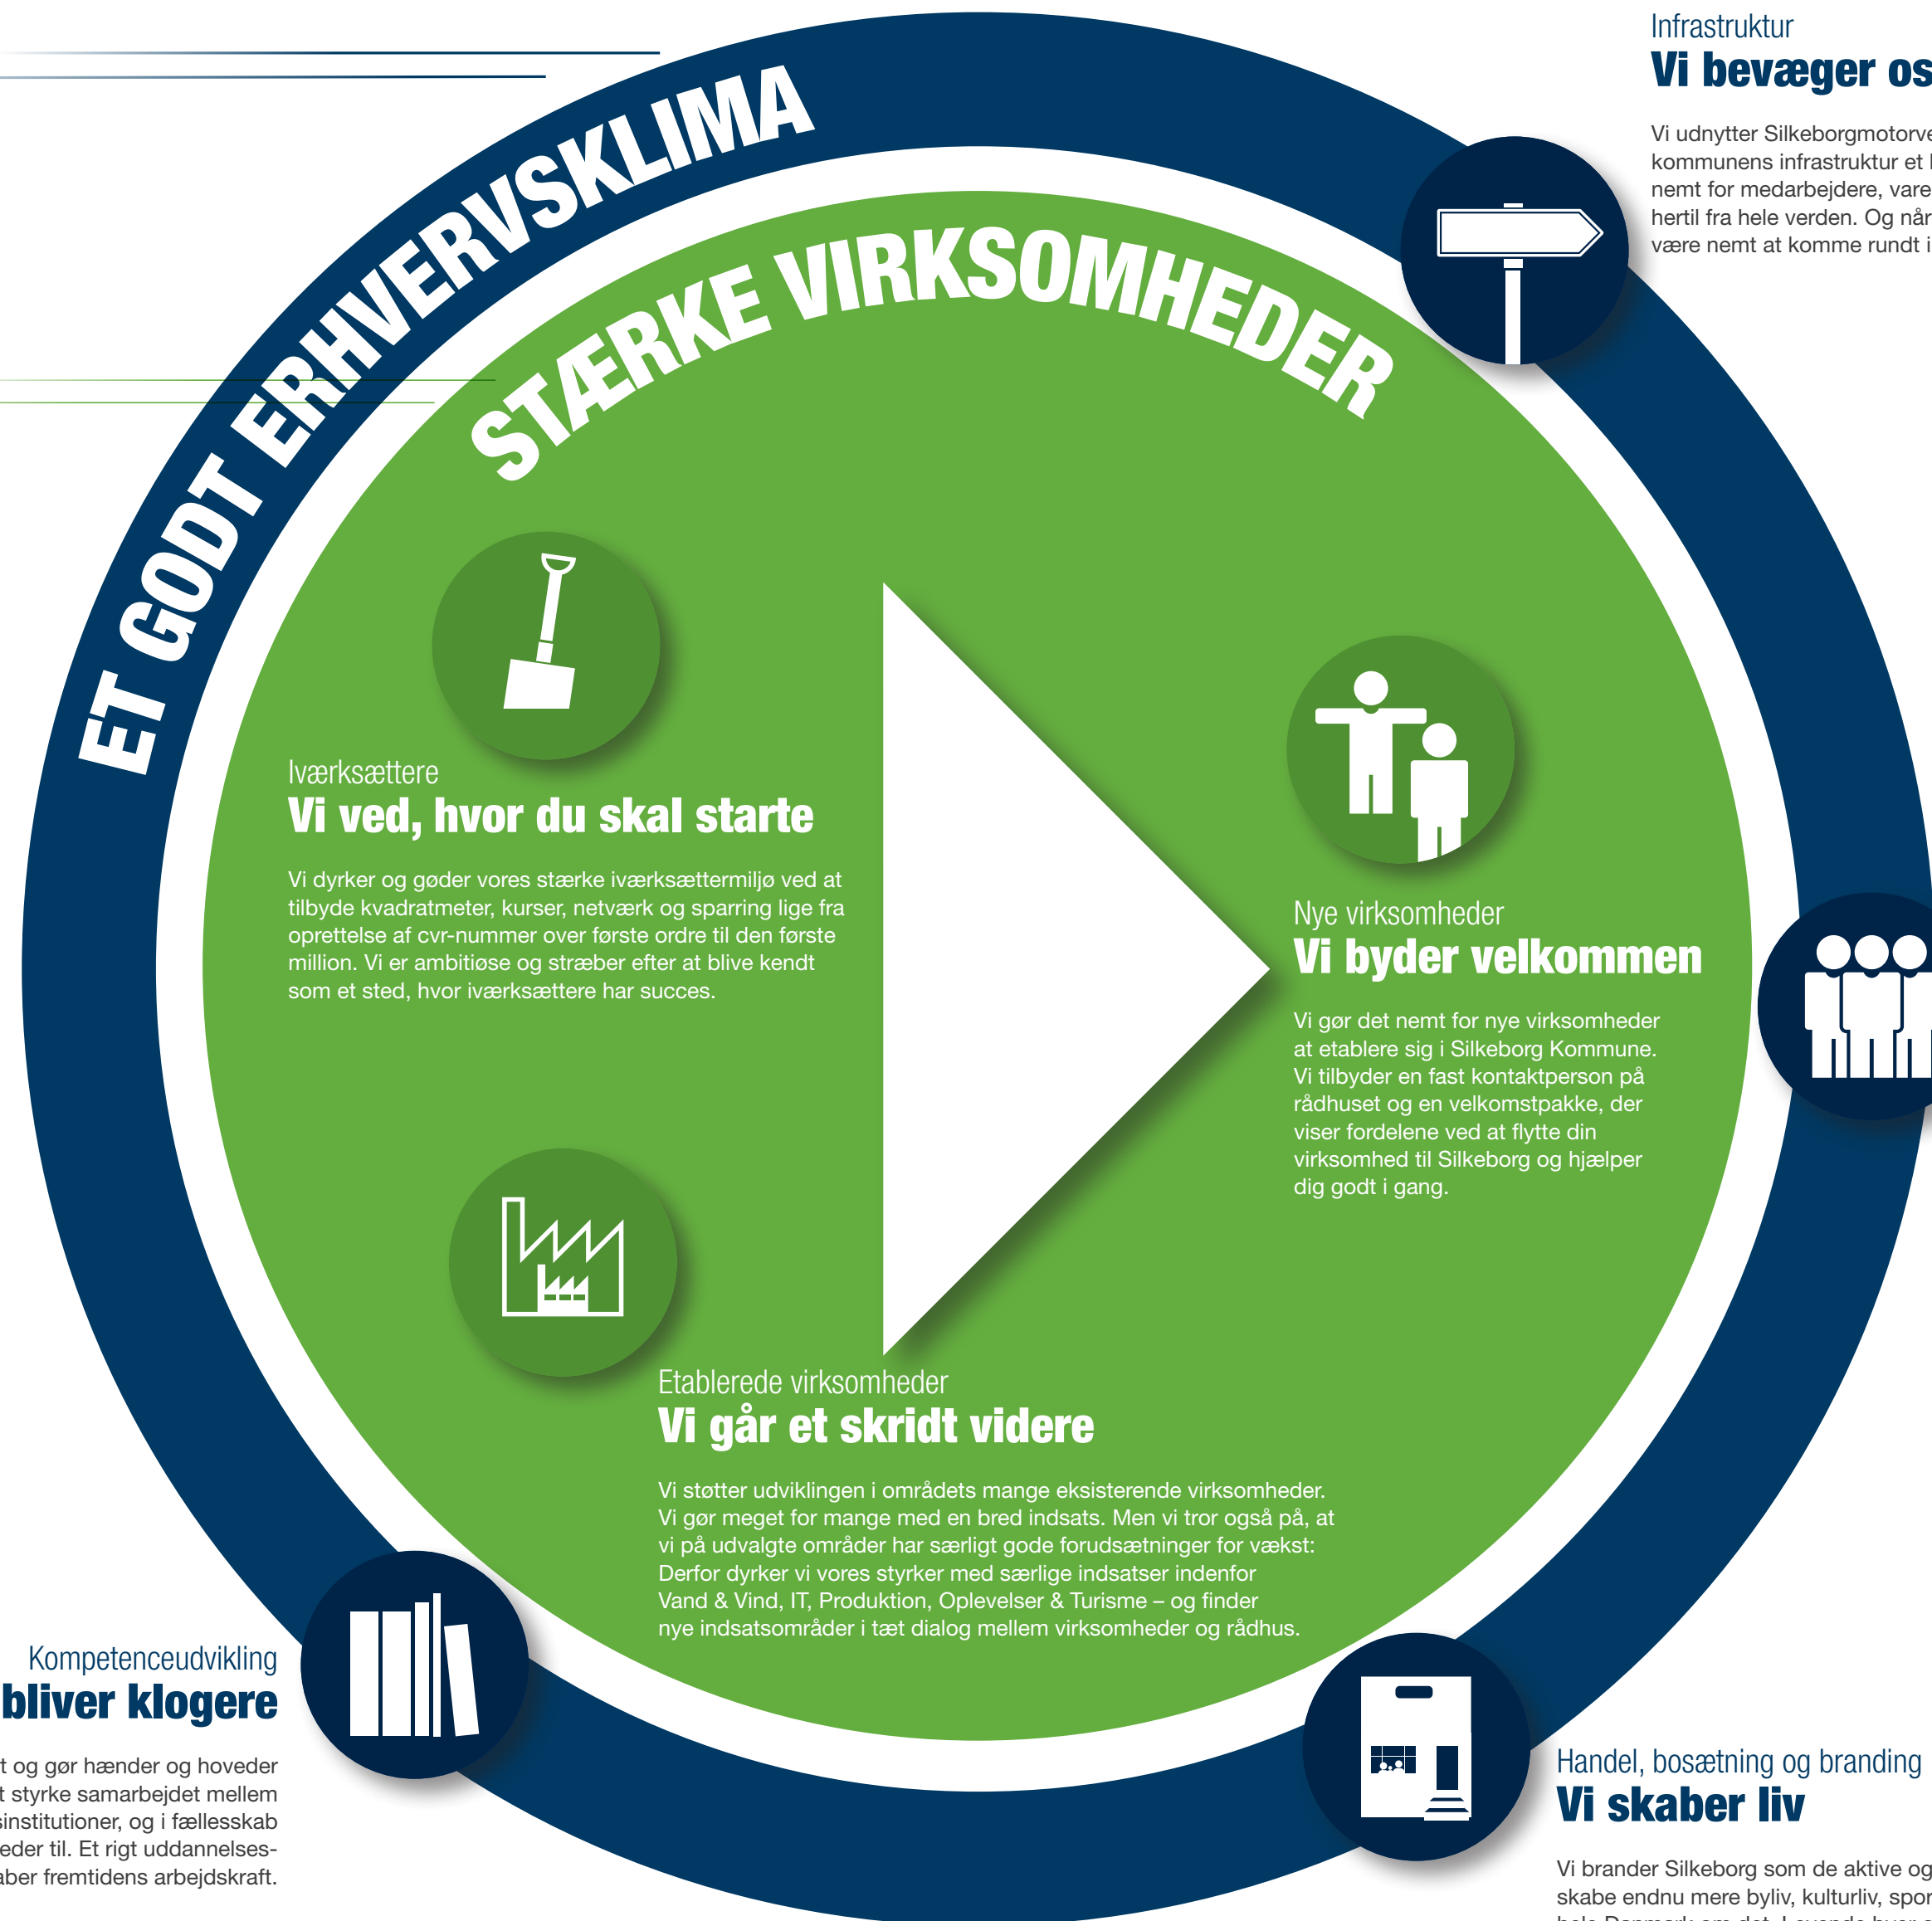 ET GODT ERHVERVSKLIMA
STÆRKE VIRKSOMHEDER
Infrastruktur
Vi bevæger os
Vi udnytter
kommunens infrastruktur et
nemt for medarbejdere,
hertil fra hele verden. Og når
være nemt at komme rundt i
Iværksættere
Vi ved, hvor du skal starte
Vi dyrker og gøder vores stærke iværksættermiljø ved at
tilbyde kvadratmeter, kurser, netværk og sparring lige fra
oprettelse af cvr-nummer over første ordre til den første
million. Vi er ambitiøse og stræber efter at blive kendt
som et sted, hvor iværksættere har succes.
Nye virksomheder
Vi byder velkommen
Vi gør det nemt for nye virksomheder
at etablere sig i Silkeborg Kommune.
Vi tilbyder en fast kontaktperson på
rådhuset og en velkomstpakke, der
viser fordelene ved at flytte din
virksomhed til Silkeborg og hjælper
dig godt i gang.
Etablerede virksomheder
Vi går et skridt videre
Vi støtter udviklingen i områdets mange eksisterende virksomheder.
Vi gør meget for mange med en bred indsats. Men vi tror også på, at
vi på udvalgte områder har særligt gode forudsætninger for vækst:
Derfor dyrker vi vores styrker med særlige indsatser indenfor
Vand & Vind, IT, Produktion, Oplevelser & Turisme – og finder
nye indsatsområder i tæt dialog mellem virksomheder og rådhus.
Kompetenceudvikling
bliver klogere
og gør hænder og hoveder
styrke samarbejdet mellem
og i fællesskab
til. Et rigt uddannelses-
fremtidens arbejdskraft.
Handel, bosætning og branding
Vi skaber liv
Vi brander Silkeborg som de aktive og
skabe endnu mere byliv, kulturliv,